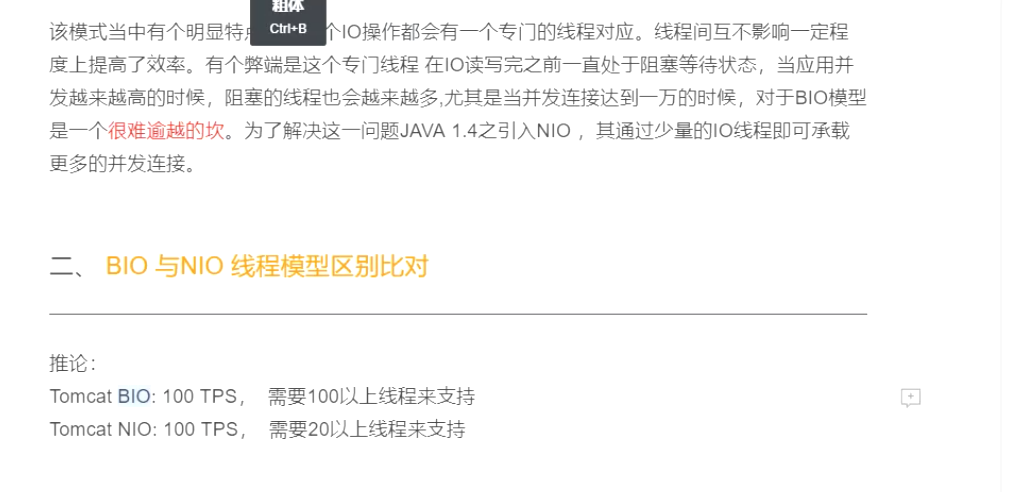 粗体
Ctrl+B
该模式当中有个明显特 个IO操作都会有一个专门的线程对应。线程间互不影响一定程
度上提高了效率。有个弊端是这个专门线程 在IO读写完之前一直处于阻塞等待状态，当应用并
发越来越高的时候，阻塞的线程也会越来越多,尤其是当并发连接达到一万的时候，对于BIO模型
是一个很难逾越的坎。为了解决这一问题JAVA 1.4之引入NIO ，其通过少量的IO线程即可承载
更多的并发连接。
二、 BIO 与NIO 线程模型区别比对
推论：
Tomcat BIO: 100 TPS， 需要100以上线程来支持
Tomcat NIO: 100 TPS， 需要20以上线程来支持